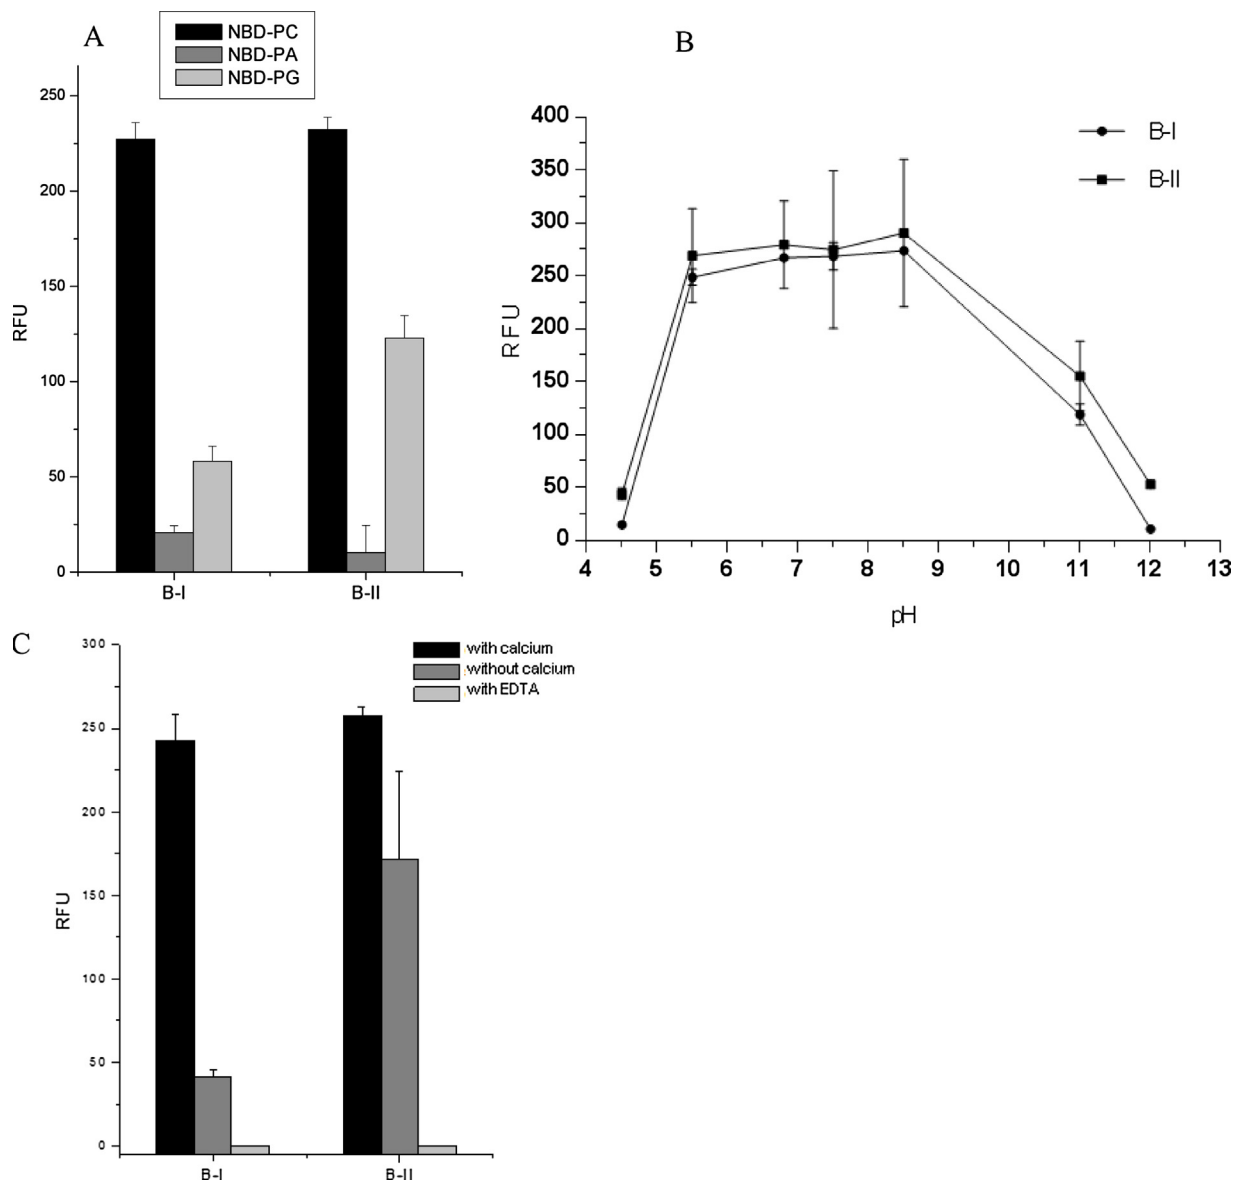 A
NBD-PC
NBD-PA
NBD-PG
250
200
150
100
50
0
RFU
B-I
B-II
B
400
350
300
250
200
150
100
50
0
RFU
B-I
B-II
4 5 6 7 8 9 10 11 12 13
pH
C
with calcium
without calcium
with EDTA
300
250
200
150
100
50
0
RFU
B-I
B-II